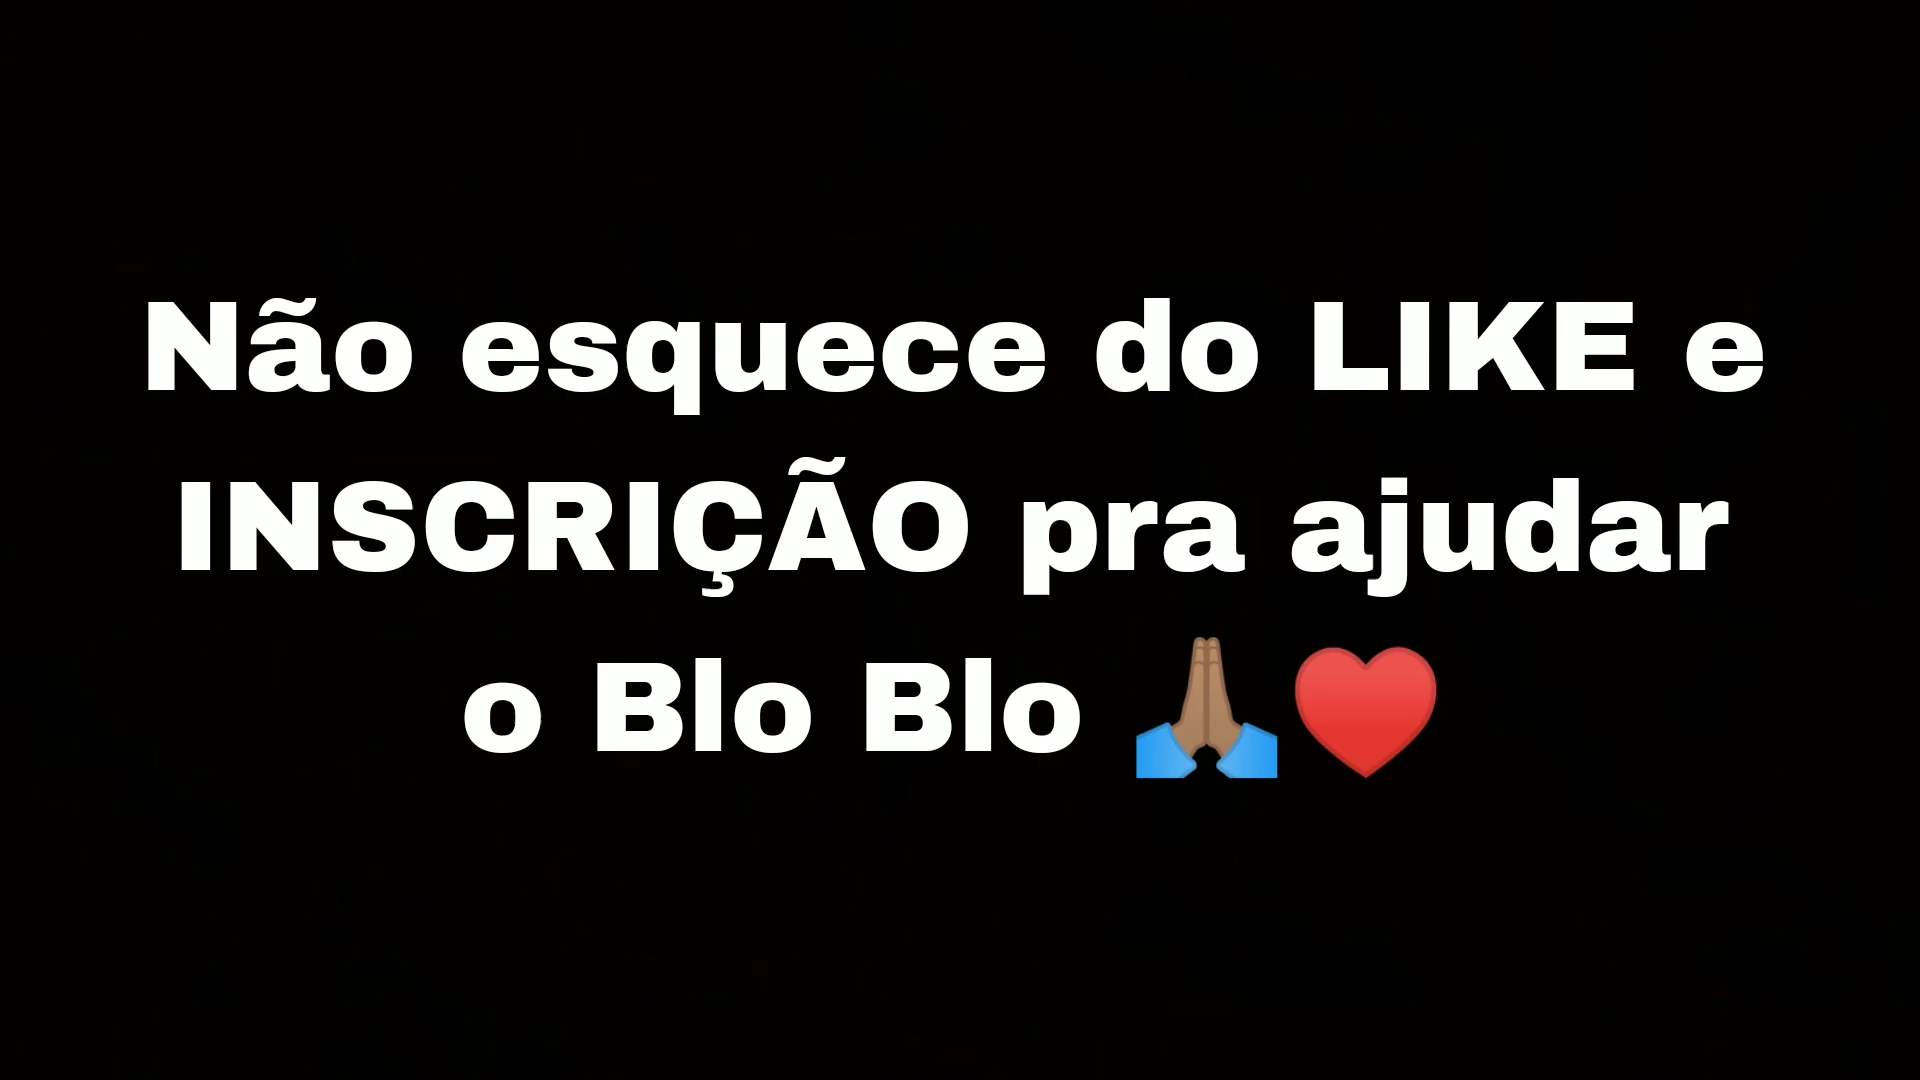 Não esquece do LIKE e
INSCRIÇÃO pra ajudar
o Blo Blo 🙏🏽♥️